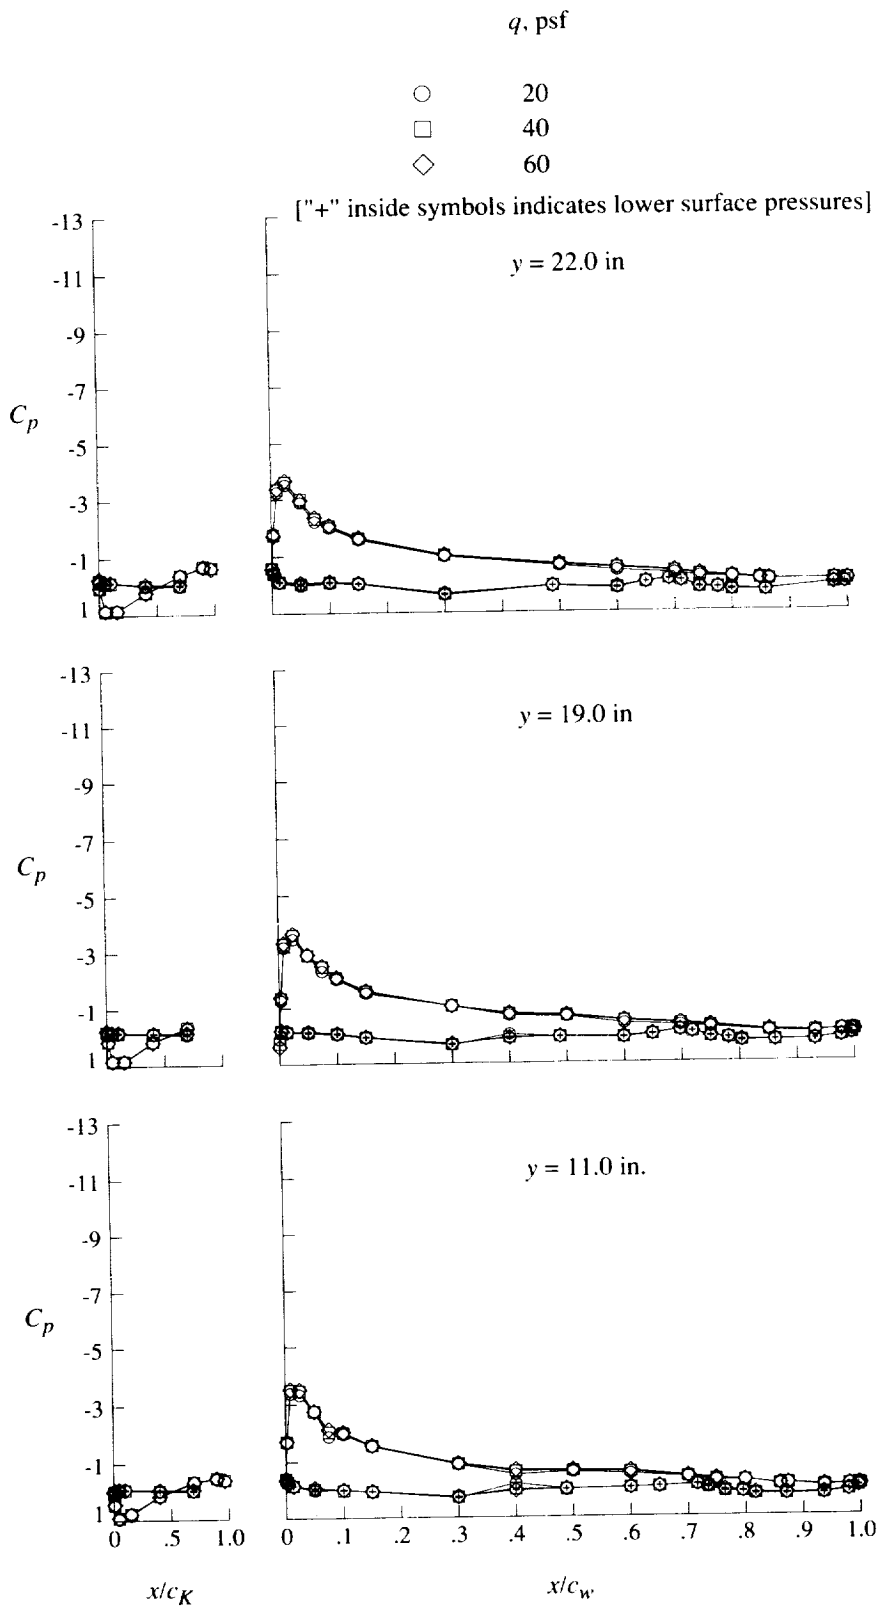 q, psf
20
40
60
["+" inside symbols indicates lower surface pressures]
-13
-11
-9
-7
-5
-3
-1
1
C_p
y = 22.0 in
-13
-11
-9
-7
-5
-3
-1
1
C_p
y = 19.0 in
-13
-11
-9
-7
-5
-3
-1
1
C_p
y = 11.0 in.
0 .5 1.0
0 .1 .2 .3 .4 .5 .6 .7 .8 .9 1.0
x/c_K
x/c_w